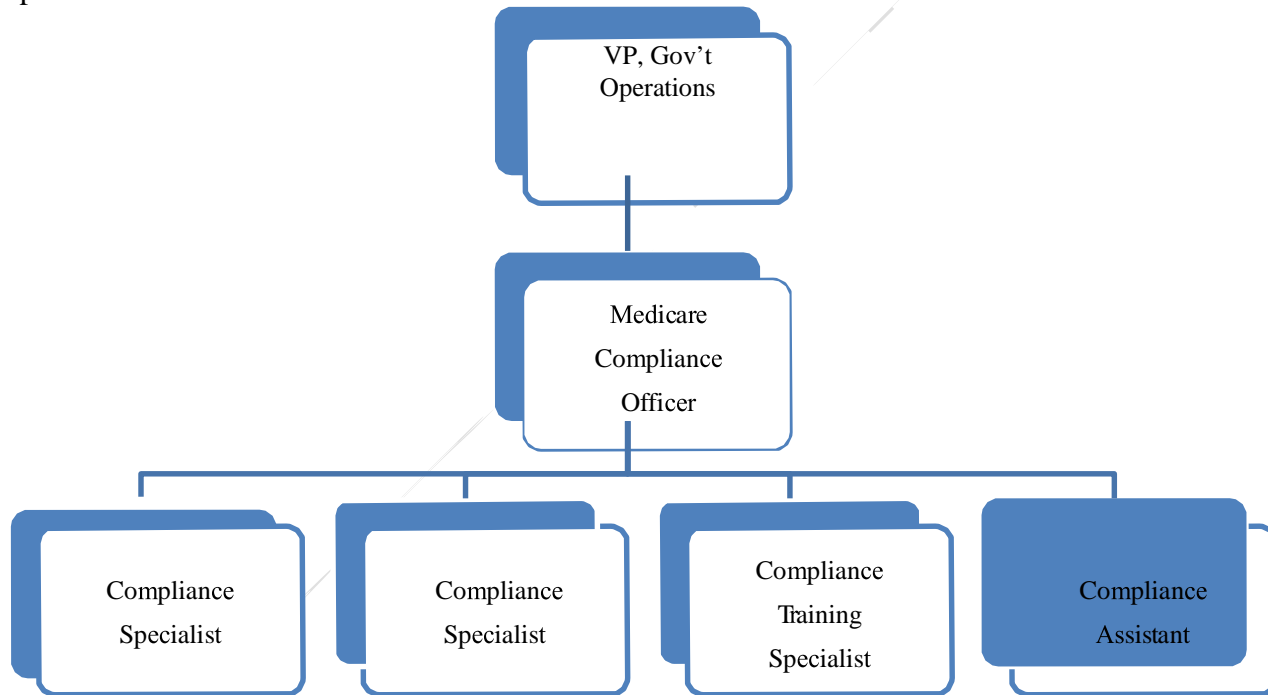 VP, Gov’t
Operations
Medicare
Compliance
Officer
Compliance
Specialist
Compliance
Specialist
Compliance
Training
Specialist
Compliance
Assistant